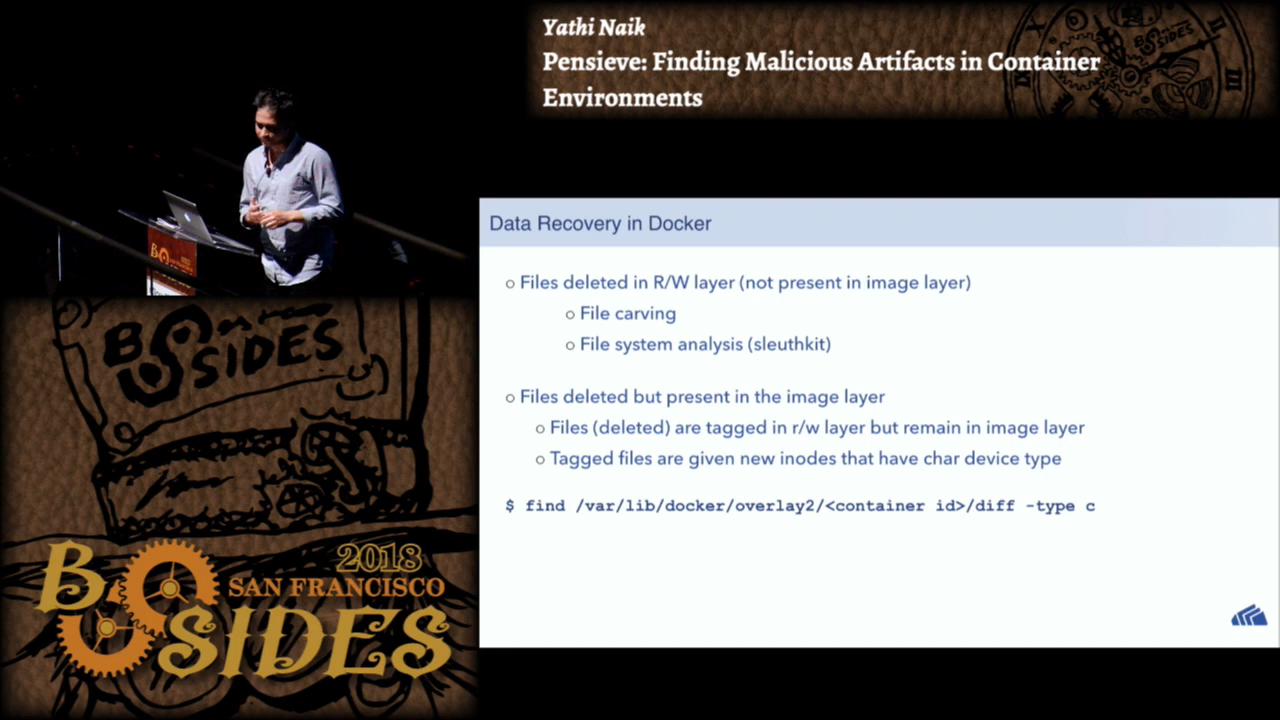 Yathi Naik
Pensieve: Finding Malicious Artifacts in Container
Environments
Data Recovery in Docker
○ Files deleted in R/W layer (not present in image layer)
○ File carving
○ File system analysis (sleuthkit)
○ Files deleted but present in the image layer
○ Files (deleted) are tagged in r/w layer but remain in image layer
○ Tagged files are given new inodes that have char device type
$ find /var/lib/docker/overlay2/<container id>/diff -type c
BSIDES
BSIDES
2018
SAN FRANCISCO
BSIDES